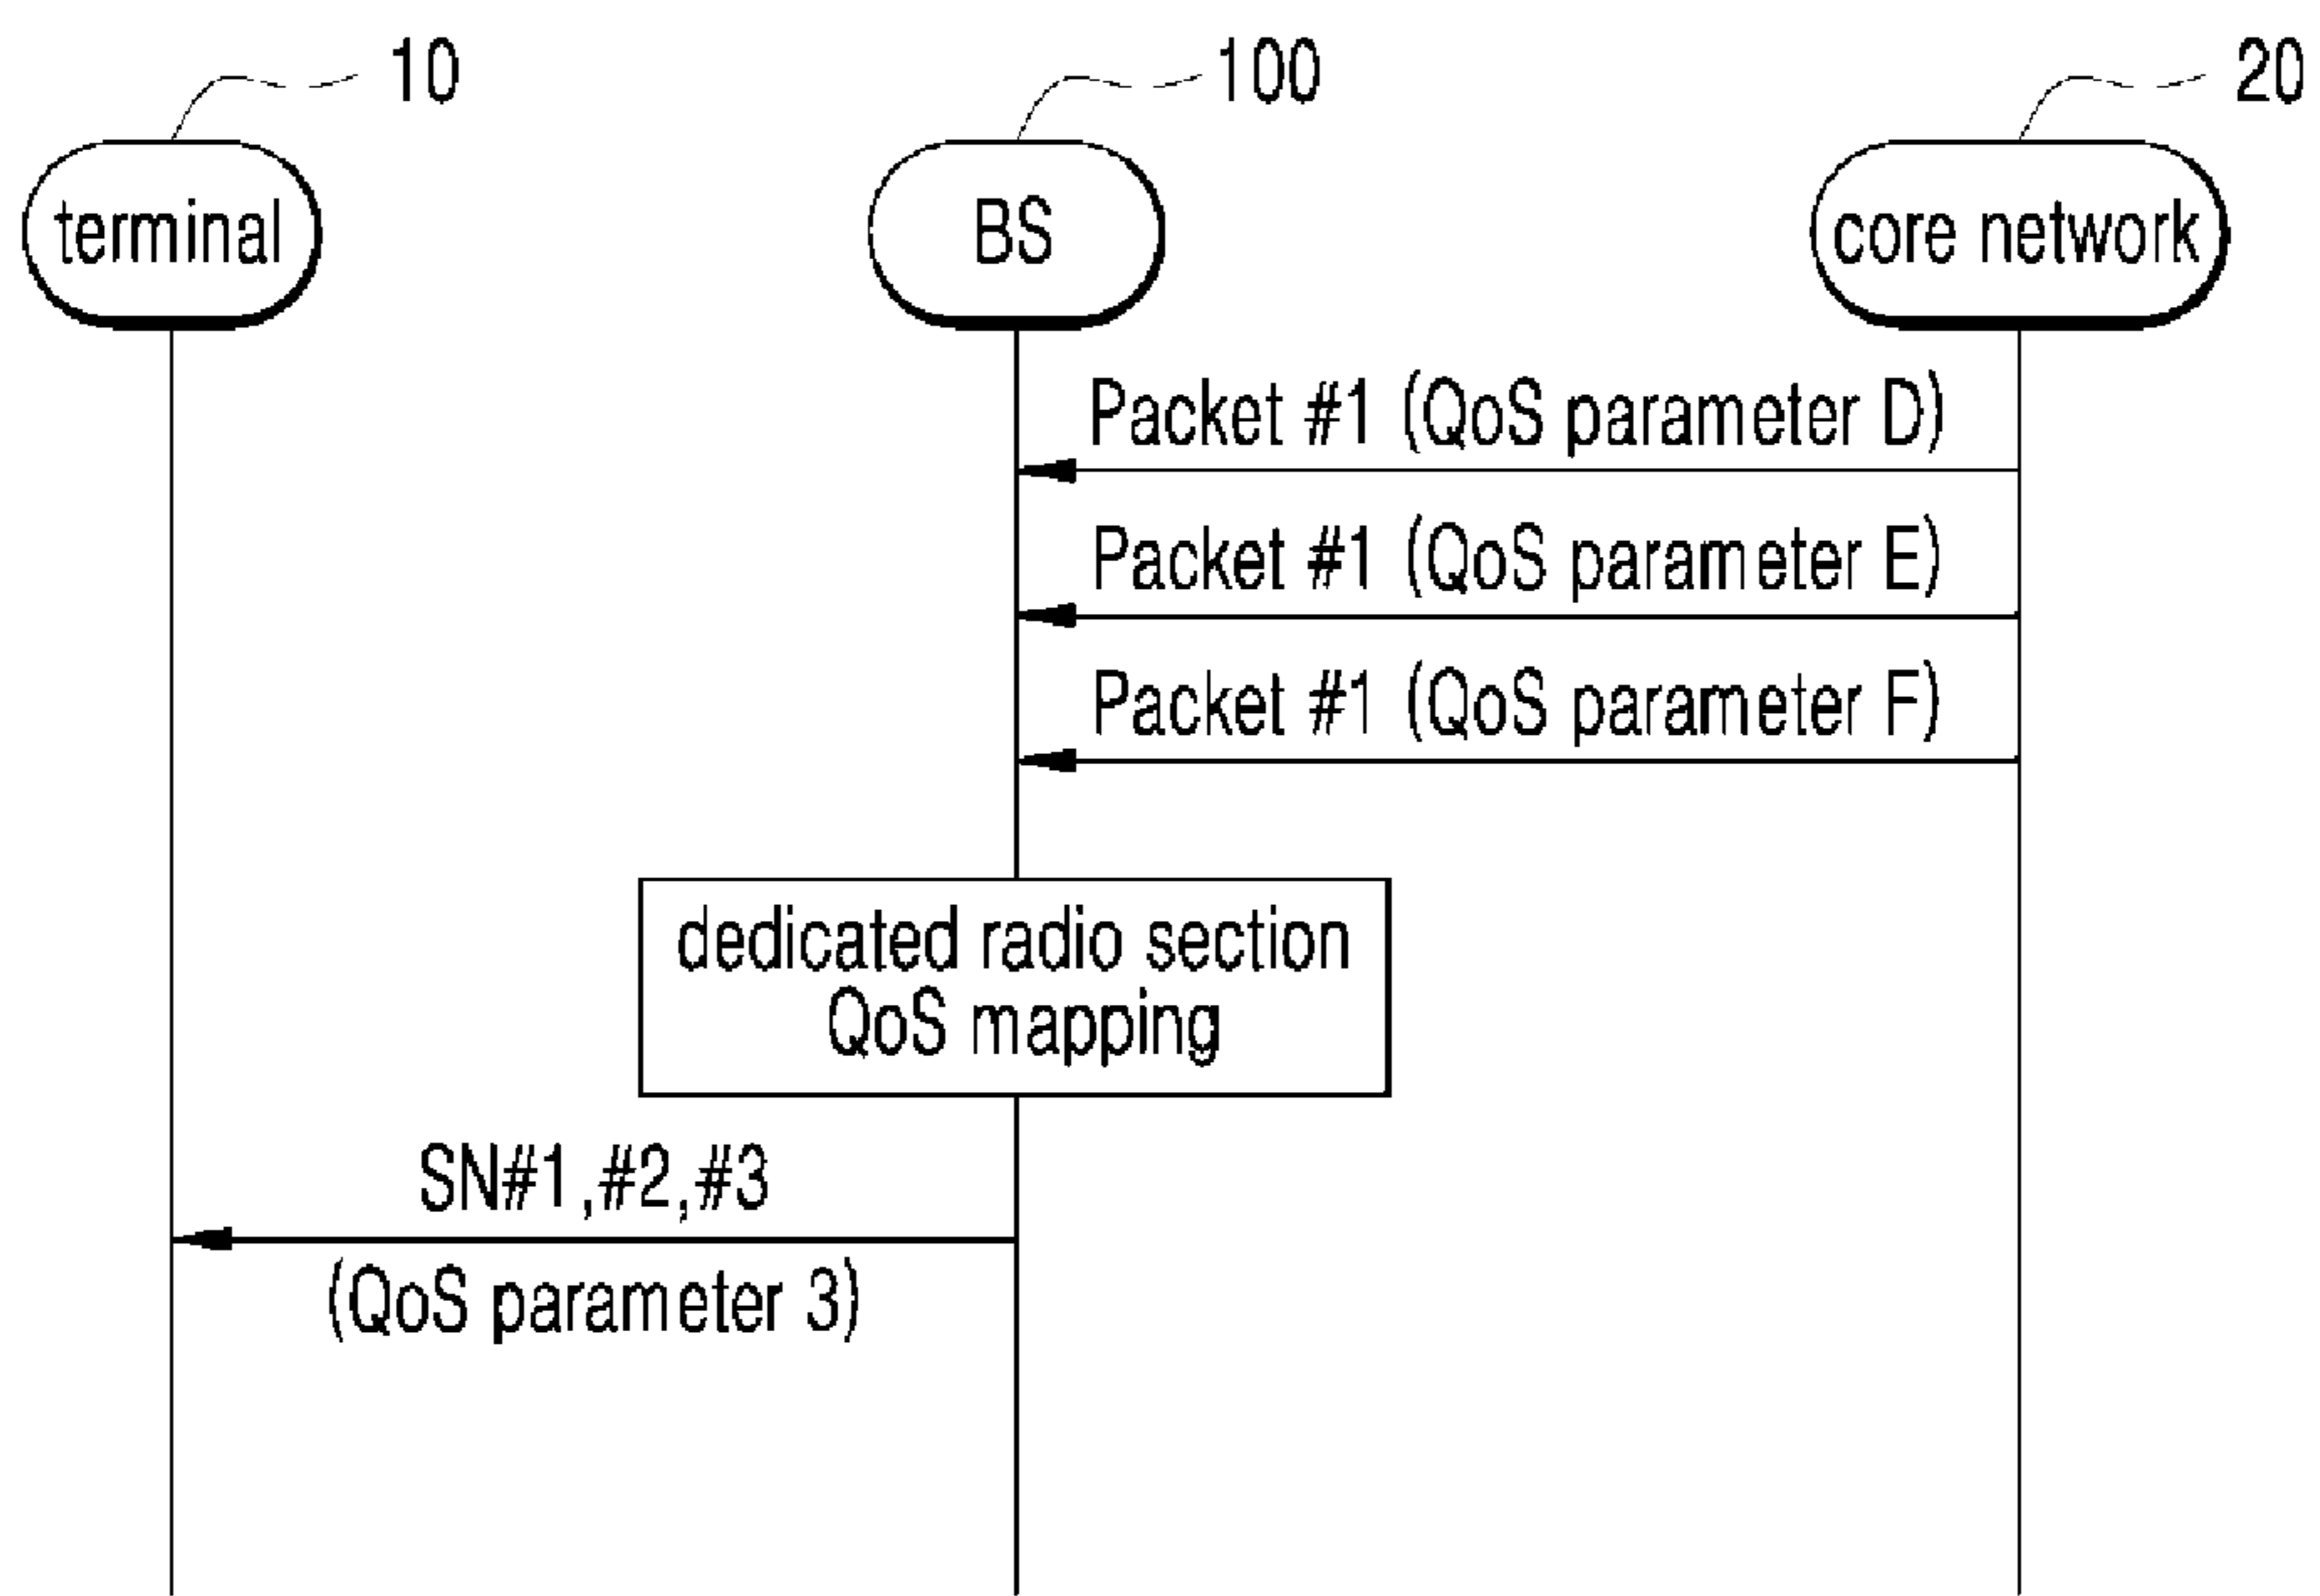 10
100
20
terminal
BS
core network
Packet #1 (QoS parameter D)
Packet #1 (QoS parameter E)
Packet #1 (QoS parameter F)
dedicated radio section
QoS mapping
SN#1,#2,#3
(QoS parameter 3)